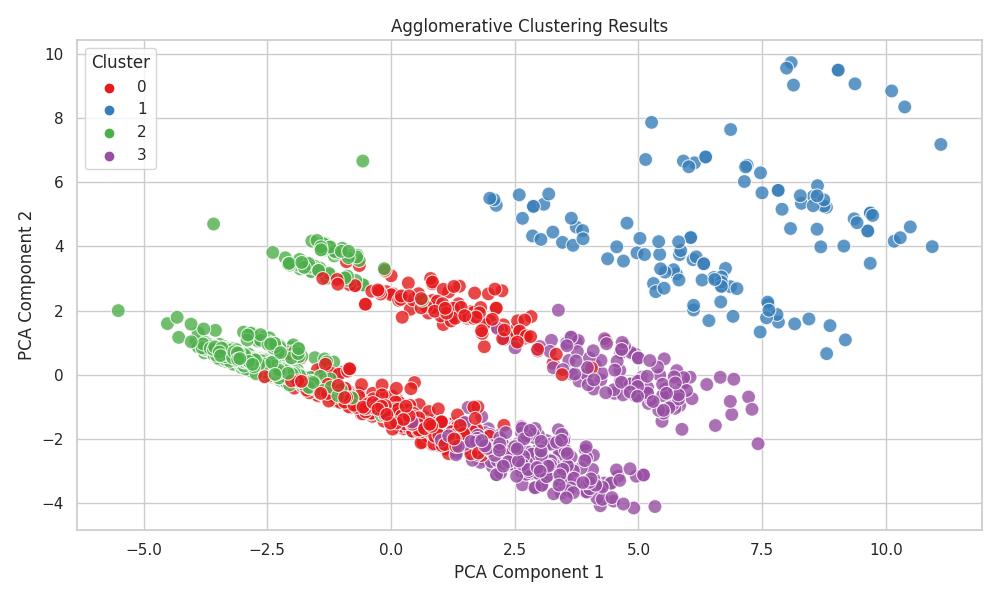 Agglomerative Clustering Results
Cluster
0
1
2
3
10
8
6
4
2
0
−2
−4
PCA Component 2
−5.0 −2.5 0.0 2.5 5.0 7.5 10.0
PCA Component 1